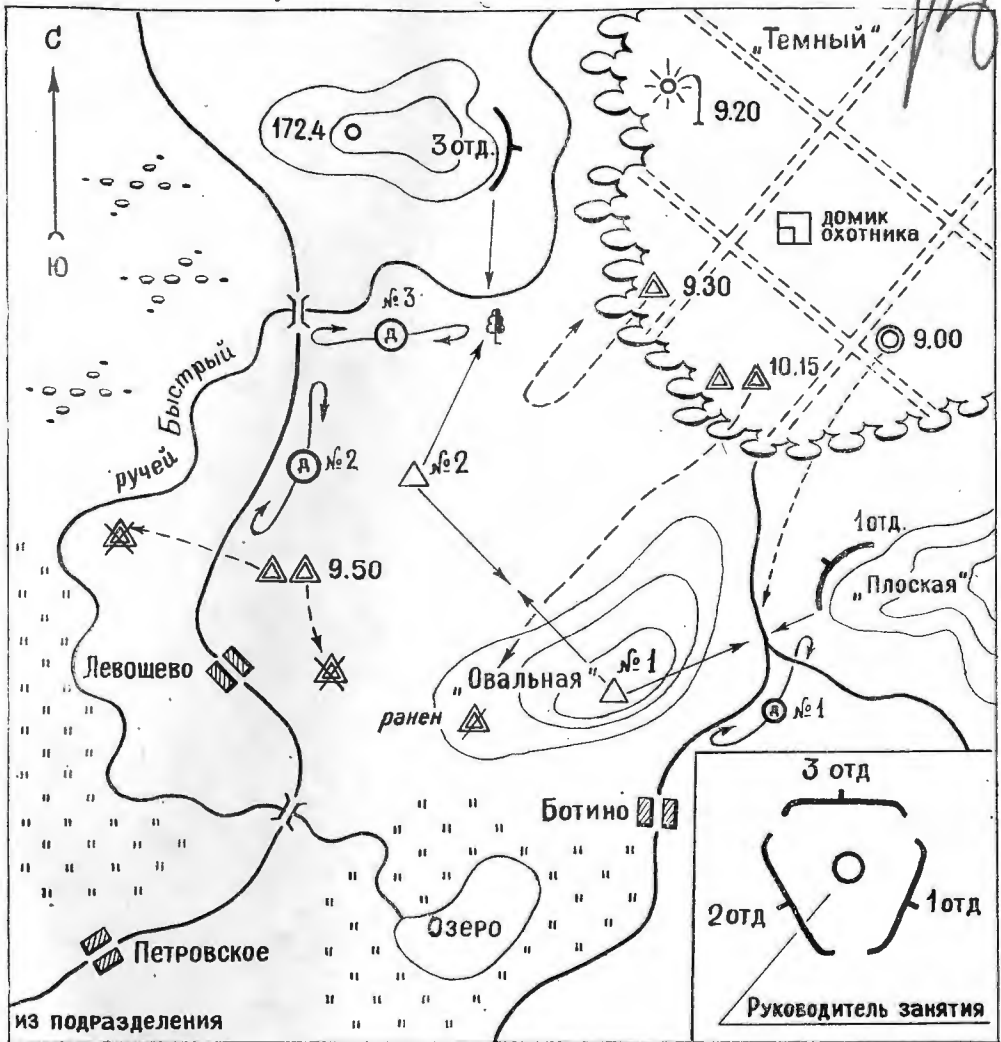 С
„Темный“
9.20
172.4
3 отд.
домик
охотника
Ю
9.30
№ 3
Д
9.00
10.15
ручей Быстрый
Д
№ 2
№ 2
1 отд.
9.50
„Плоская“
Левошево
„Овальная“
№ 1
ранен
Д
№ 1
3 отд
Ботино
2 отд
1 отд
Озеро
Петровское
из подразделения
Руководитель занятия